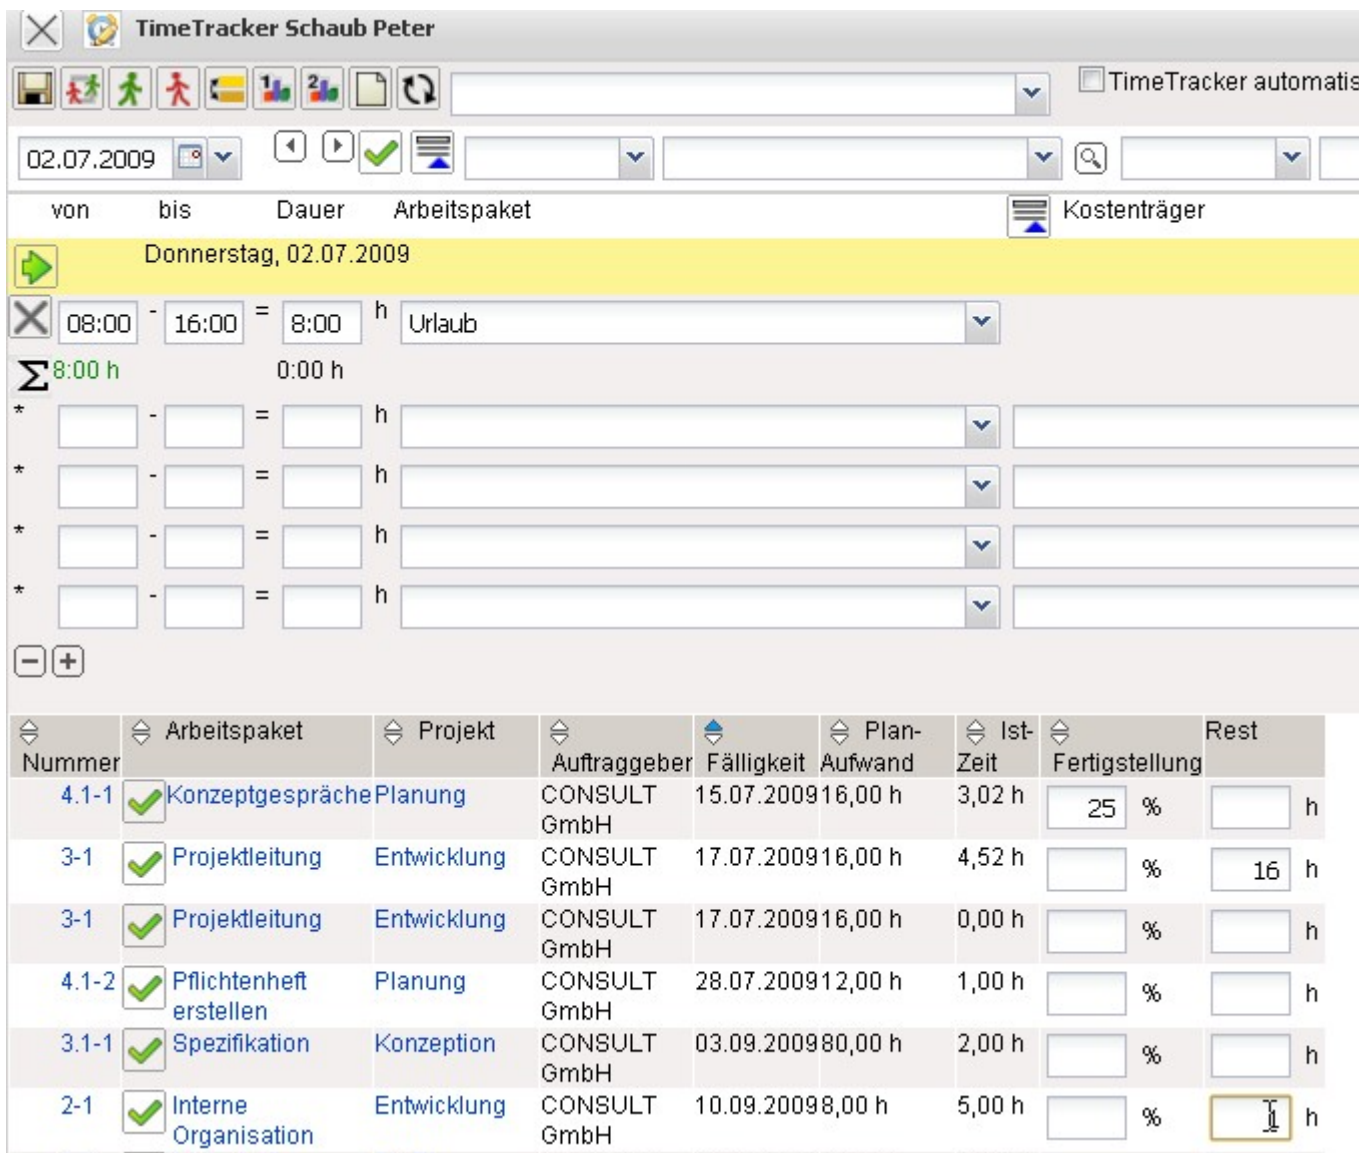 TimeTracker Schaub Peter
TimeTracker automatis
02.07.2009
von bis Dauer Arbeitspaket Kostenträger
Donnerstag, 02.07.2009
08:00 - 16:00 = 8:00 h Urlaub
Σ 8:00 h 0:00 h
* - = h
* - = h
* - = h
* - = h
Nummer Arbeitspaket Projekt Auftraggeber Fälligkeit Plan-Aufwand Ist-Zeit Fertigstellung Rest
4.1-1 Konzeptgespräche Planung CONSULT GmbH 15.07.2009 16,00 h 3,02 h 25 % h
3-1 Projektleitung Entwicklung CONSULT GmbH 17.07.2009 16,00 h 4,52 h % 16 h
3-1 Projektleitung Entwicklung CONSULT GmbH 17.07.2009 16,00 h 0,00 h % h
4.1-2 Pflichtenheft erstellen Planung CONSULT GmbH 28.07.2009 12,00 h 1,00 h % h
3.1-1 Spezifikation Konzeption CONSULT GmbH 03.09.2009 80,00 h 2,00 h % h
2-1 Interne Organisation Entwicklung CONSULT GmbH 10.09.2009 8,00 h 5,00 h % h